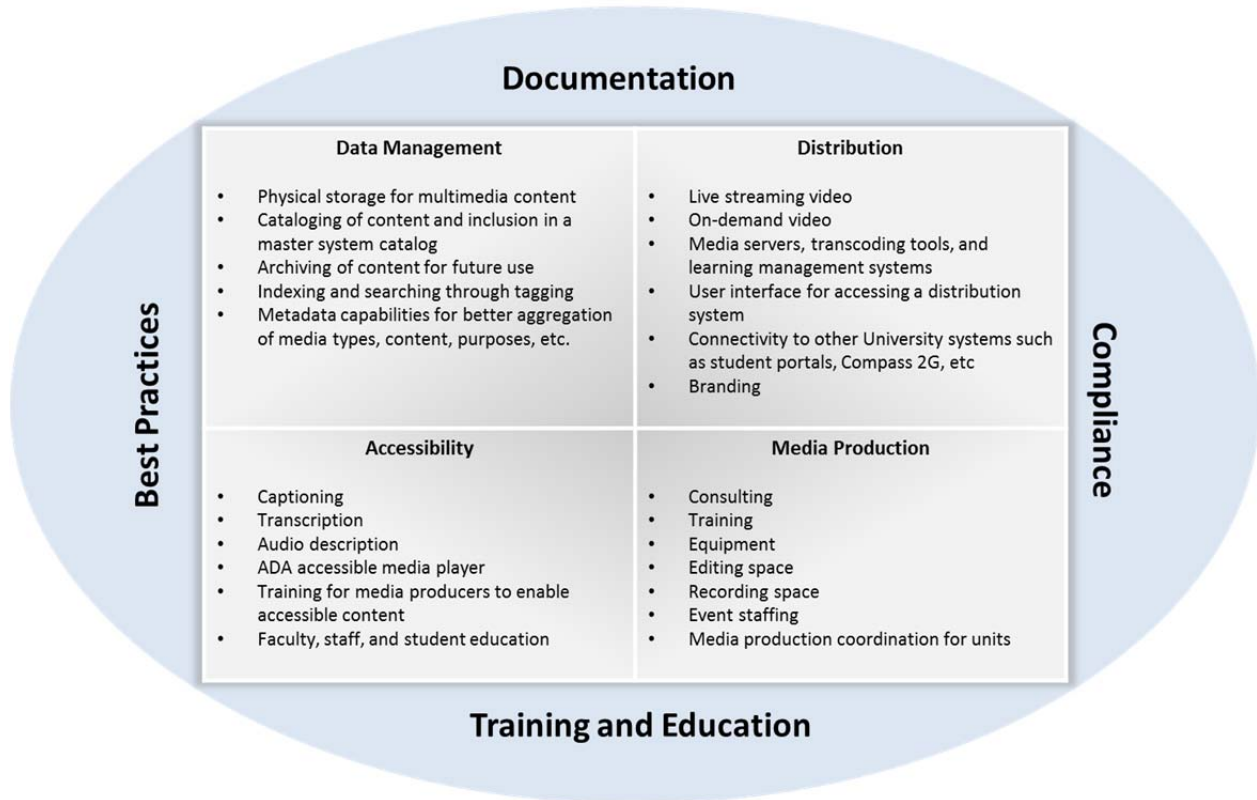 Documentation
Best Practices
Data Management
• Physical storage for multimedia content
• Cataloging of content and inclusion in a
master system catalog
• Archiving of content for future use
• Indexing and searching through tagging
• Metadata capabilities for better aggregation
of media types, content, purposes, etc.
Distribution
• Live streaming video
• On-demand video
• Media servers, transcoding tools, and
learning management systems
• User interface for accessing a distribution
system
• Connectivity to other University systems such
as student portals, Compass 2G, etc
• Branding
Accessibility
• Captioning
• Transcription
• Audio description
• ADA accessible media player
• Training for media producers to enable
accessible content
• Faculty, staff, and student education
Media Production
• Consulting
• Training
• Equipment
• Editing space
• Recording space
• Event staffing
• Media production coordination for units
Compliance
Training and Education